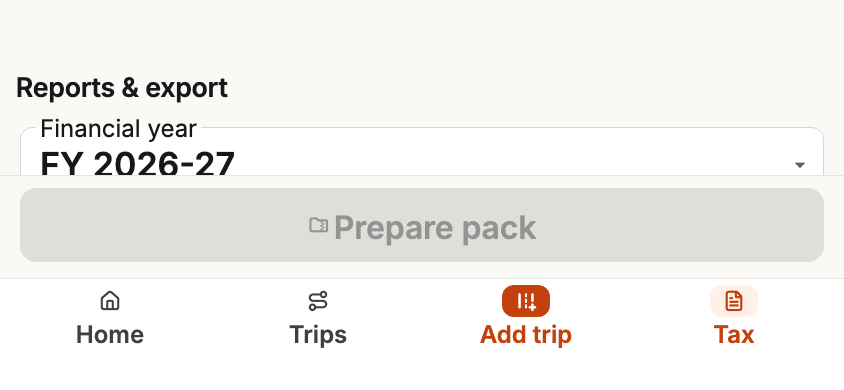 Reports & export
Financial year
FY 2026-27
Prepare pack
Home
Trips
Add trip
Tax